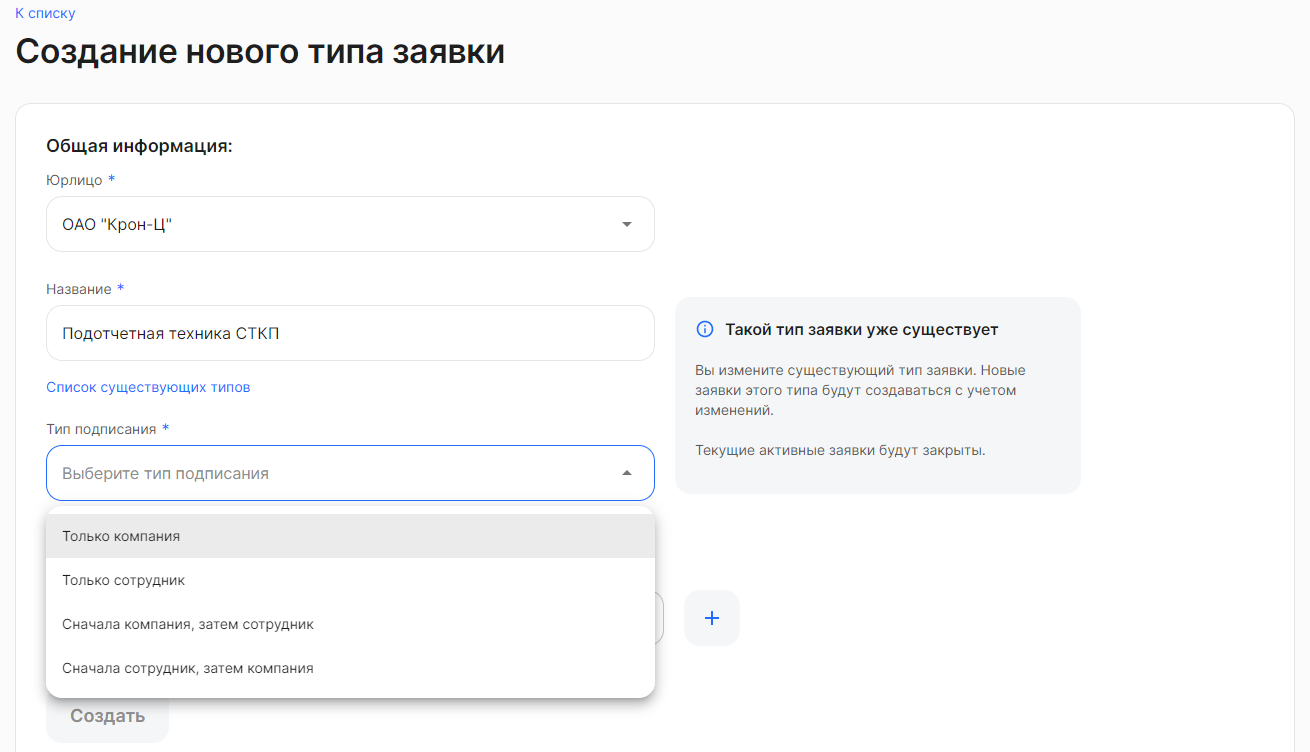 К списку
Создание нового типа заявки
Общая информация:
Юрлицо *
ОАО "Крон-Ц"
Название *
Подотчетная техника СТКП
Список существующих типов
Такой тип заявки уже существует
Вы измените существующий тип заявки. Новые
заявки этого типа будут создаваться с учетом
изменений.
Текущие активные заявки будут закрыты.
Тип подписания *
Выберите тип подписания
Только компания
Только сотрудник
Сначала компания, затем сотрудник
Сначала сотрудник, затем компания
+
Создать